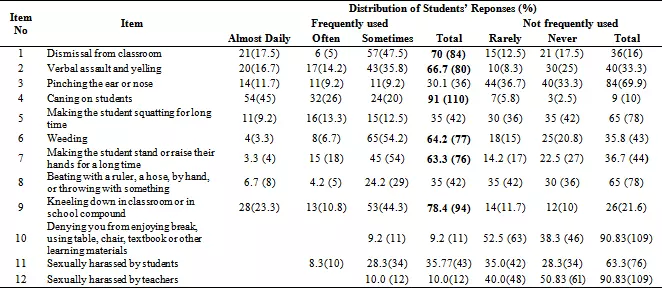 Item No Item Distribution of Students' Reponses (%)
Frequently used Not frequently used
Almost Daily Often Sometimes Total Rarely Never Total
1 Dismissal from classroom 21(17.5) 6 (5) 57(47.5) 70 (84) 15(12.5) 21 (17.5) 36(16)
2 Verbal assault and yelling 20(16.7) 17(14.2) 43(35.8) 66.7 (80) 10(8.3) 30(25) 40(33.3)
3 Pinching the ear or nose 14(11.7) 11(9.2) 11(9.2) 30.1 (36) 44(36.7) 40(33.3) 84(69.9)
4 Caning on students 54(45) 32(26) 24(20) 91 (110) 7(5.8) 3(2.5) 9 (10)
5 Making the student squatting for long time 11(9.2) 16(13.3) 15(12.5) 35 (42) 30 (36) 35 (42) 65 (78)
6 Weeding 4(3.3) 8(6.7) 65(54.2) 64.2 (77) 18(15) 25(20.8) 35.8 (43)
7 Making the student stand or raise their hands for a long time 3.3 (4) 15 (18) 45 (54) 63.3 (76) 14.2 (17) 22.5 (27) 36.7 (44)
8 Beating with a ruler, a hose, by hand, or throwing with something 6.7 (8) 4.2 (5) 24.2 (29) 35 (42) 35 (42) 30 (36) 65 (78)
9 Kneeling down in classroom or in school compound 28(23.3) 13(10.8) 53(44.3) 78.4 (94) 14(11.7) 12(10) 26(21.6)
10 Denying you from enjoying break, using table, chair, textbook or other learning materials 9.2 (11) 9.2 (11) 52.5 (63) 38.3 (46) 90.83(109)
11 Sexually harassed by students 8.3(10) 28.3(34) 35.77(43) 35.0(42) 28.3(34) 63.3(76)
12 Sexually harassed by teachers 10.0 (12) 10.0(12) 40.0(48) 50.83 (61) 90.83(109)